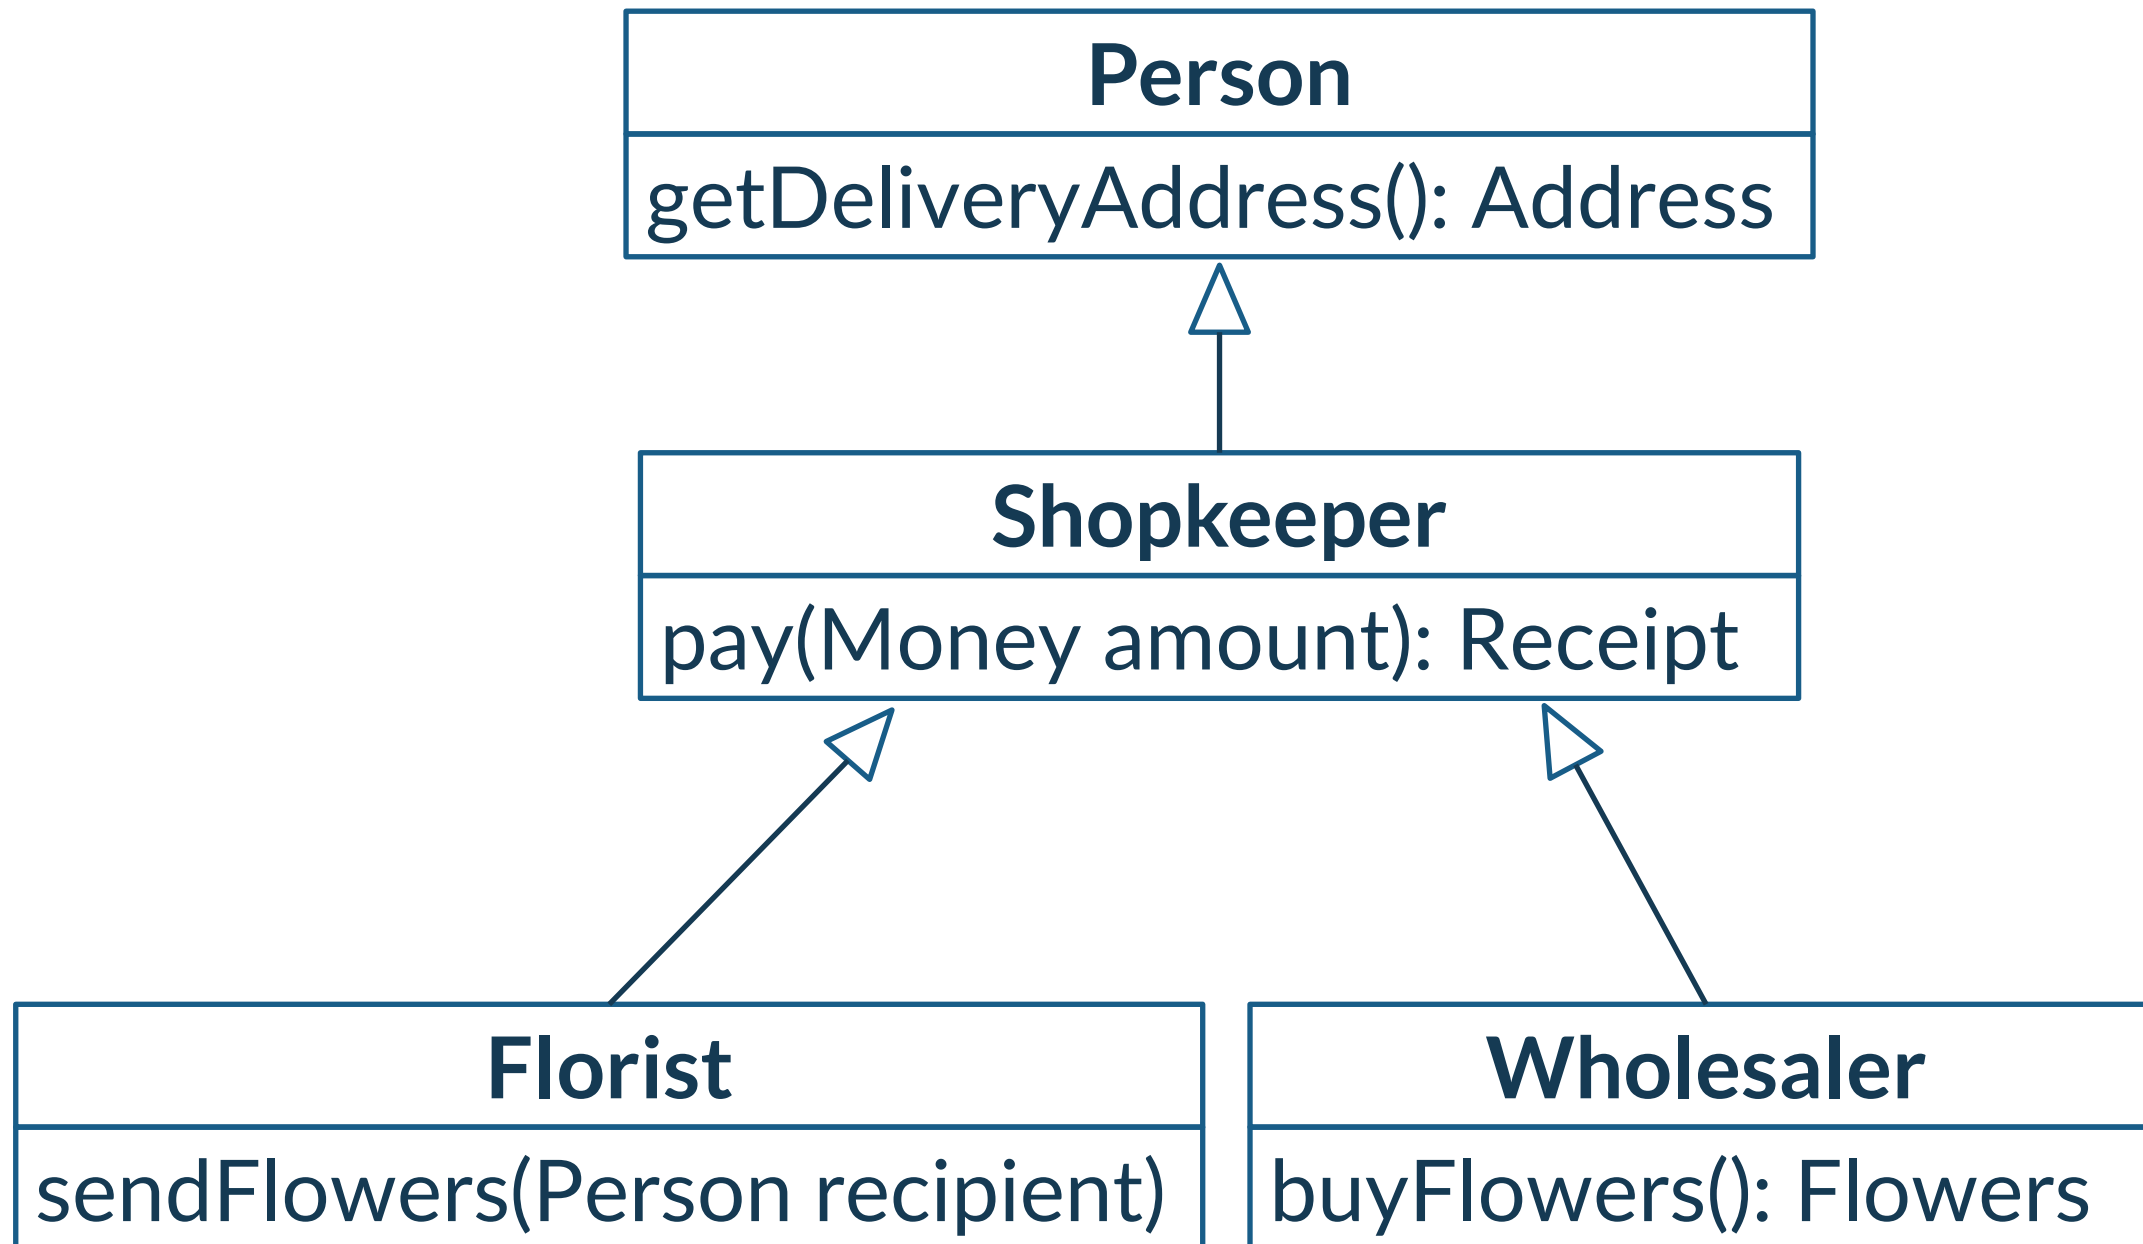 Person
getDeliveryAddress(): Address
Shopkeeper
pay(Money amount): Receipt
Florist
sendFlowers(Person recipient)
Wholesaler
buyFlowers(): Flowers